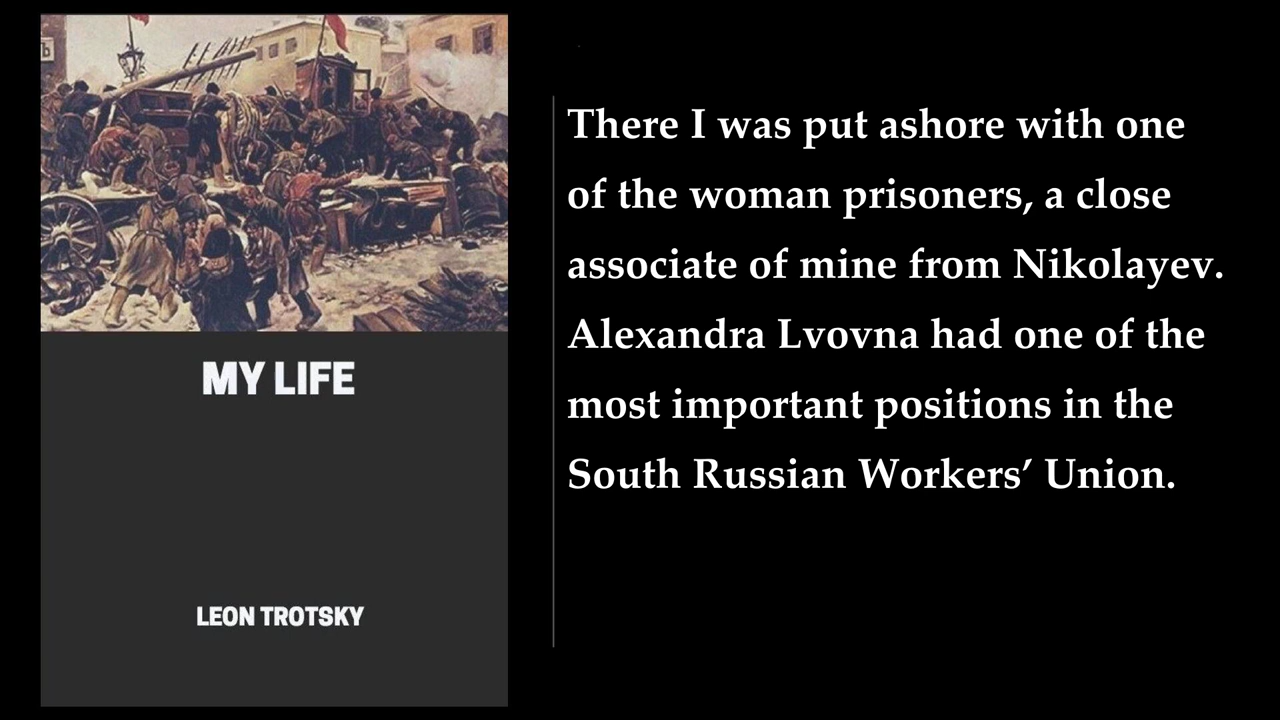 Ъ
MY LIFE
LEON TROTSKY
There I was put ashore with one
of the woman prisoners, a close
associate of mine from Nikolayev.
Alexandra Lvovna had one of the
most important positions in the
South Russian Workers’ Union.